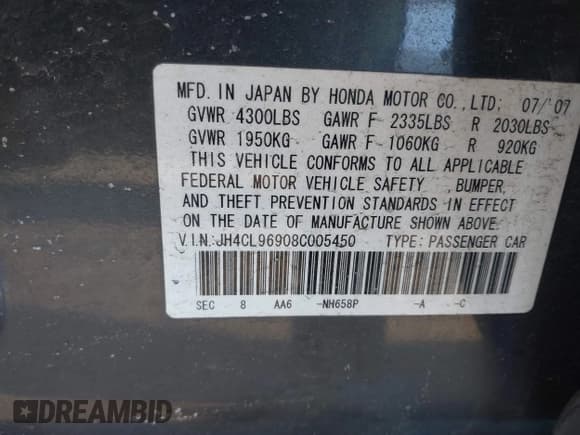 MFD. IN JAPAN BY HONDA MOTOR CO., LTD; 07/'07
GVWR 4300LBS GAWR F 2335LBS R 2030LBS
GVWR 1950KG GAWR F 1060KG R 920KG
THIS VEHICLE CONFORMS TO ALL APPLICABLE
FEDERAL MOTOR VEHICLE SAFETY , BUMPER,
AND THEFT PREVENTION STANDARDS IN EFFECT
ON THE DATE OF MANUFACTURE SHOWN ABOVE.
V.I.N.:JH4CL96908C005450 TYPE: PASSENGER CAR
SEC 8 AA6 -NH658P -A -C
DREAMBID